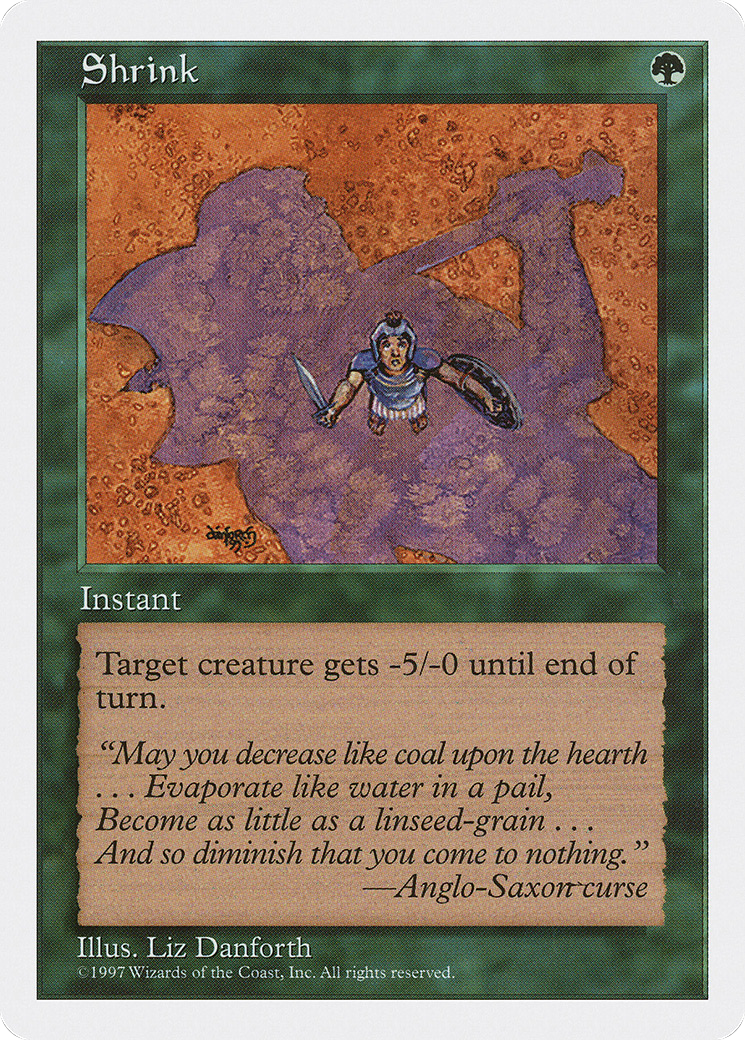 Shrink
Danforth
Instant
Target creature gets -5/-0 until end of
turn.
“May you decrease like coal upon the hearth
. . . Evaporate like water in a pail,
Become as little as a linseed-grain . . .
And so diminish that you come to nothing.”
—Anglo-Saxon curse
Illus. Liz Danforth
©1997 Wizards of the Coast, Inc. All rights reserved.